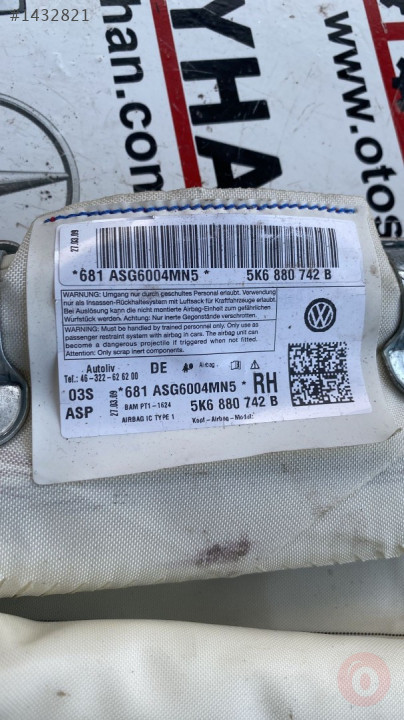 #1432821
YHA
han.
www.otos
27.03.09
*681 ASG6004MN5 * 5K6 880 742 B
WARNUNG: Umgang nur durch geschultes Personal erlaubt. Verwendung
nur als Insassen-Rückhaltesystem mit Luftsack für Kraftfahrzeuge erlaubt.
Bei Auslösung kann die nicht montierte Airbag-Einheit zum gefährlichen
Wurfstück werden. Achtung: Nur inerte Gegenstände verschrotten.
WARNING: Must be handled by trained personnel only. Only use as
passenger restraint system with airbag in cars. The airbag unit can
become a dangerous projectile if triggered when not fitted.
Attention: Only scrap inert components.
Autoliv DE Airbag
Tel.: 46-322-62 62 00
03S *681 ASG6004MN5 * RH
ASP 27.03.09 BAM PT1-1624 5K6 880 742 B
AIRBAG IC TYPE 1 Kopf-Airbag-Modul